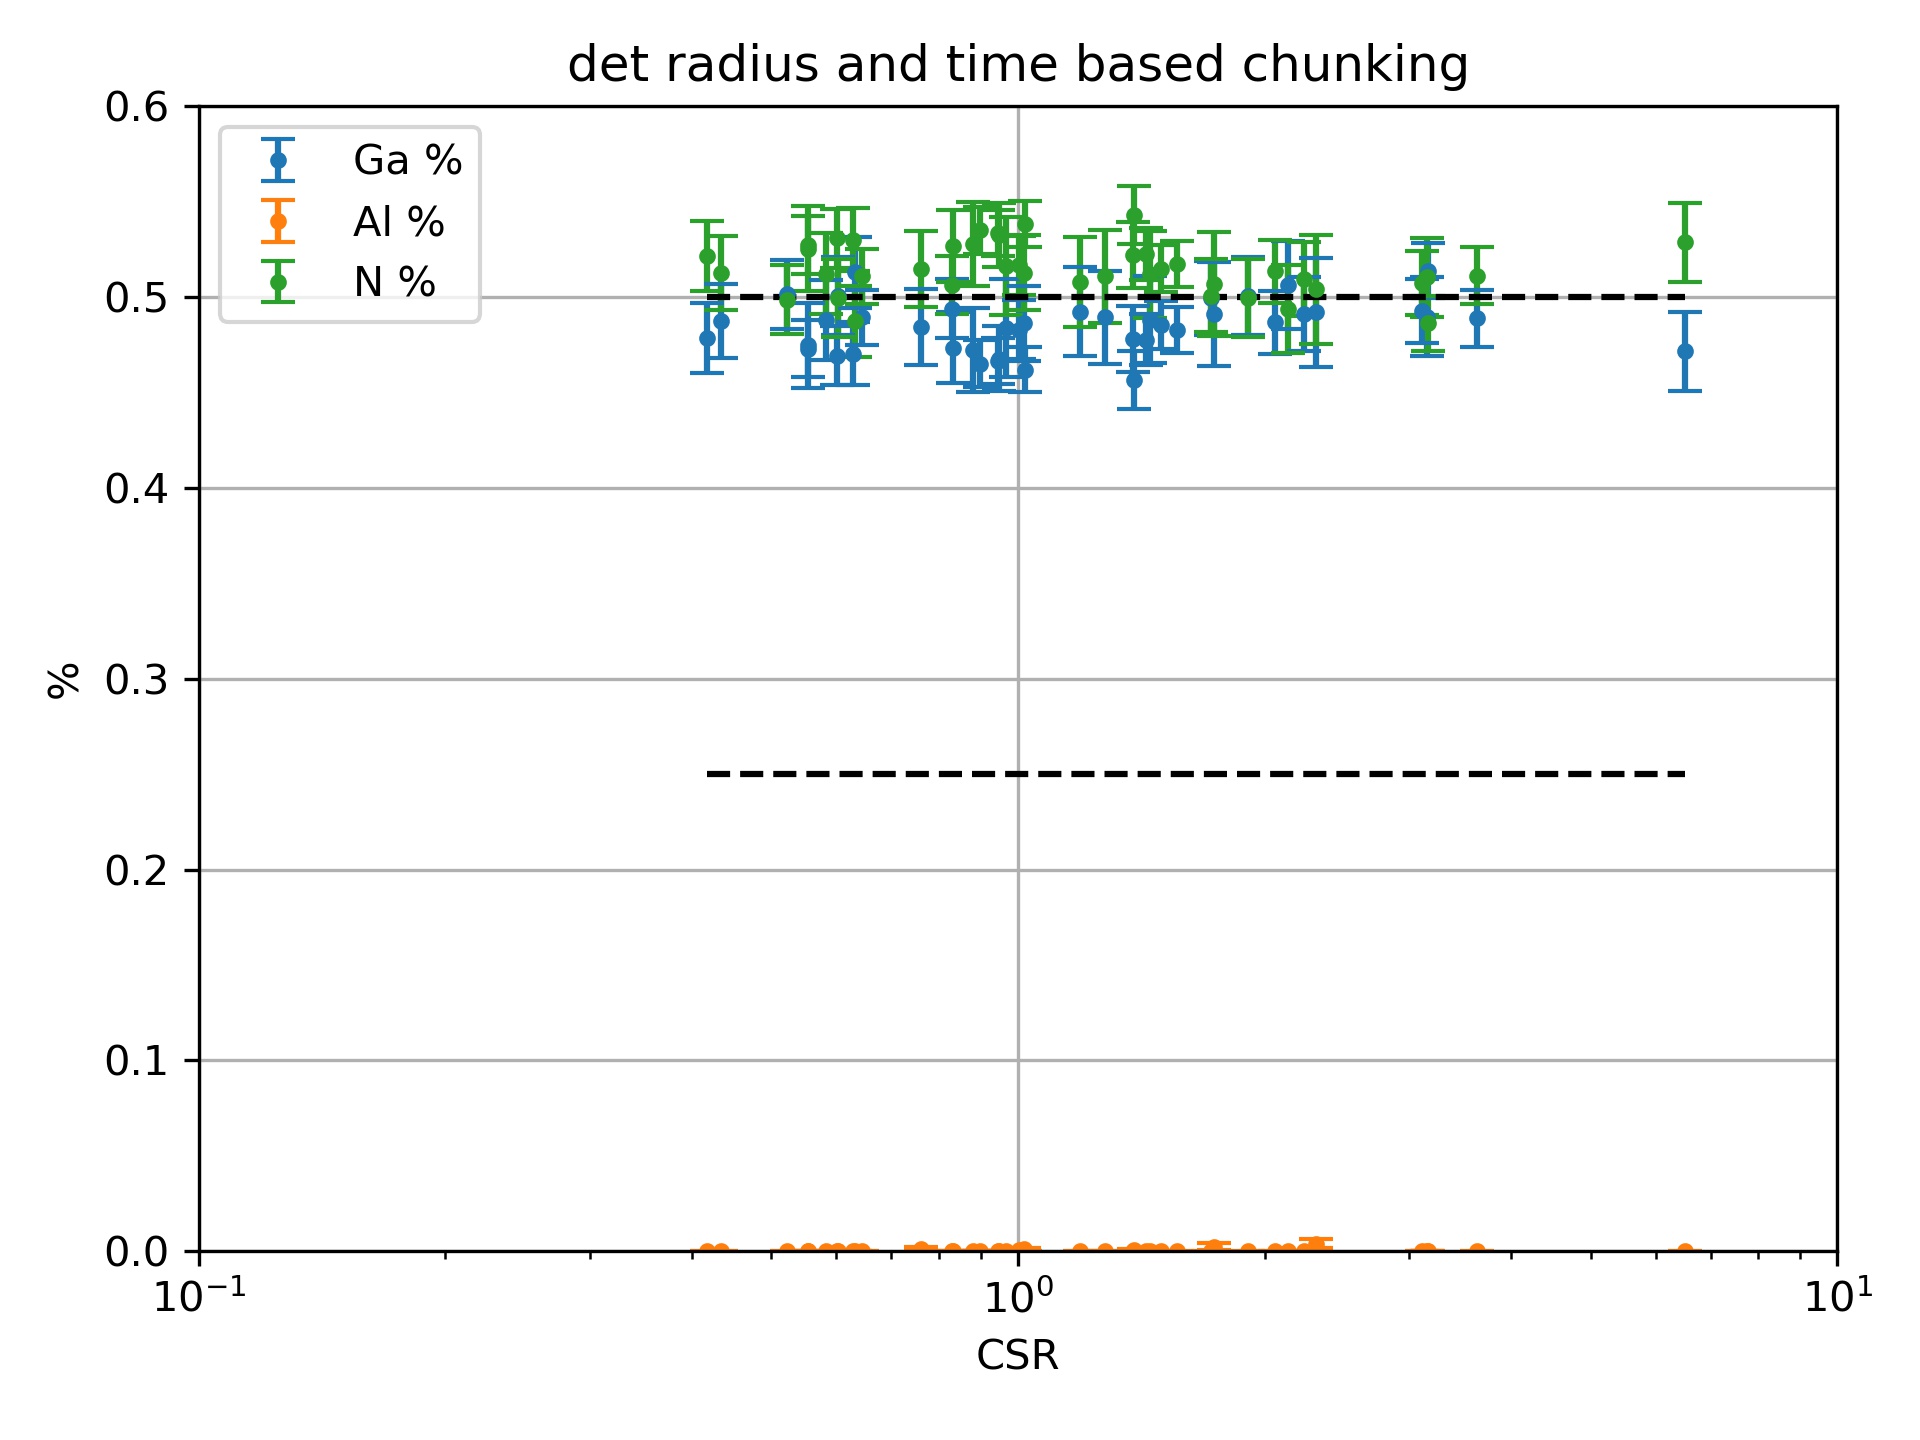 det radius and time based chunking
0.6
0.5
0.4
0.3
0.2
0.1
0.0
%
Ga %
Al %
N %
10⁻¹
10⁰
10¹
CSR